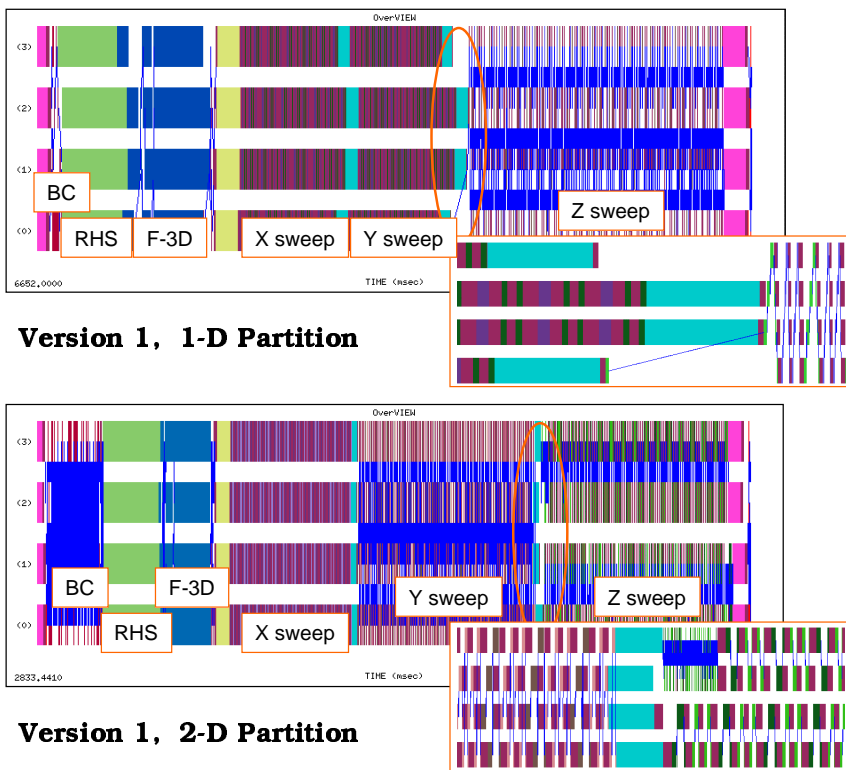 OverVIEW
(3)
(2)
(1)
(0)
BC
RHS
F-3D
X sweep
Y sweep
Z sweep
6652.0000
TIME (msec)
Version 1, 1-D Partition
OverVIEW
(3)
(2)
(1)
(0)
BC
F-3D
RHS
X sweep
Y sweep
Z sweep
2833.4410
TIME (msec)
Version 1, 2-D Partition